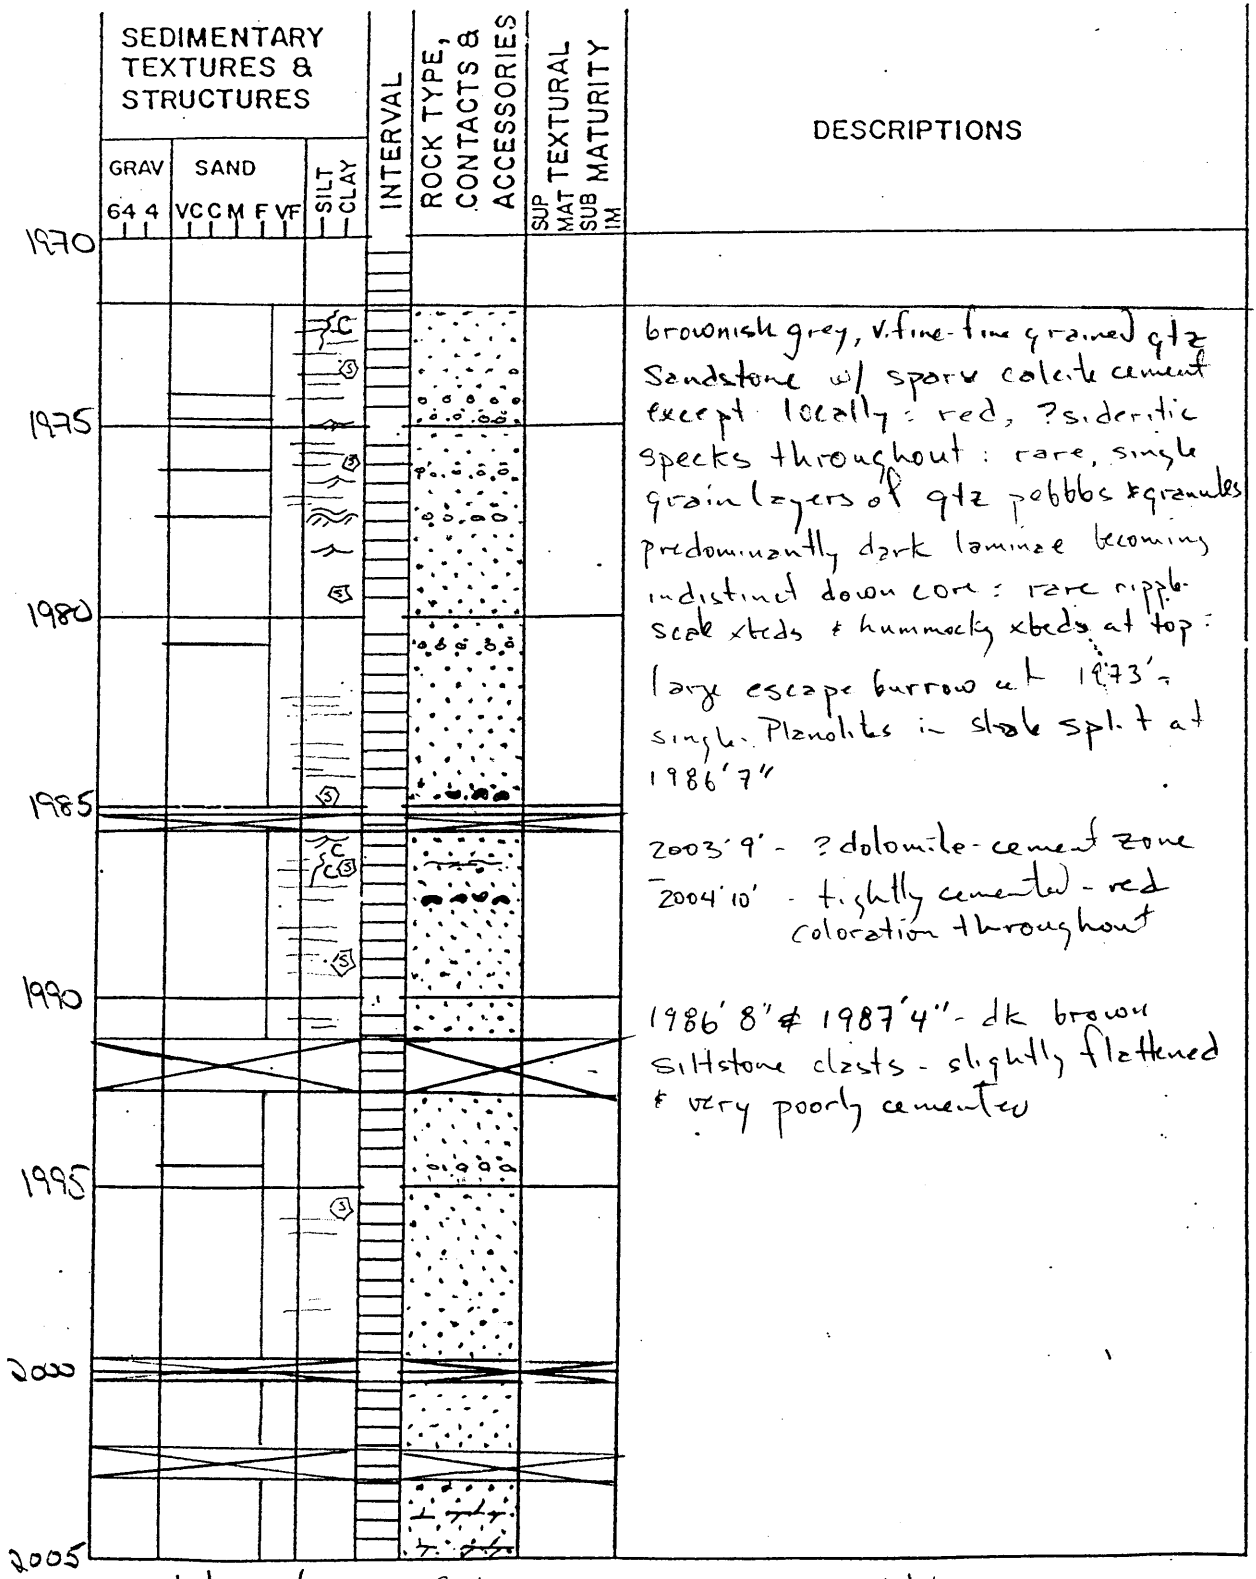 SEDIMENTARY
TEXTURES &
STRUCTURES
INTERVAL
ROCK TYPE,
CONTACTS &
ACCESSORIES
TEXTURAL
MATURITY
DESCRIPTIONS
GRAV
SAND
SILT
CLAY
64 4
VC C M F VF
SUP
MAT
SUB
IM
1970
1975
1980
1985
1990
1995
2000
2005
C
S
S
S
S
C
C S
S
S
brownish grey, v.fine-fine grained qtz
Sandstone w/ sparv calcite cement
except locally : red, ?sideritic
specks throughout : rare, single
grain layers of qtz pebbls & granules
predominantly dark laminae becoming
indistinct down core : rare ripple-
scale xbeds & hummocky xbeds at top :
large escape burrow at 1973' -
single Planolites in shale split at
1986'7"
2003'9' - ?dolomite-cement zone
- 2004'10' - tightly cemented - red
coloration throughout
1986'8" & 1987'4" - dk brown
siltstone clasts - slightly flattened
& very poorly cemented